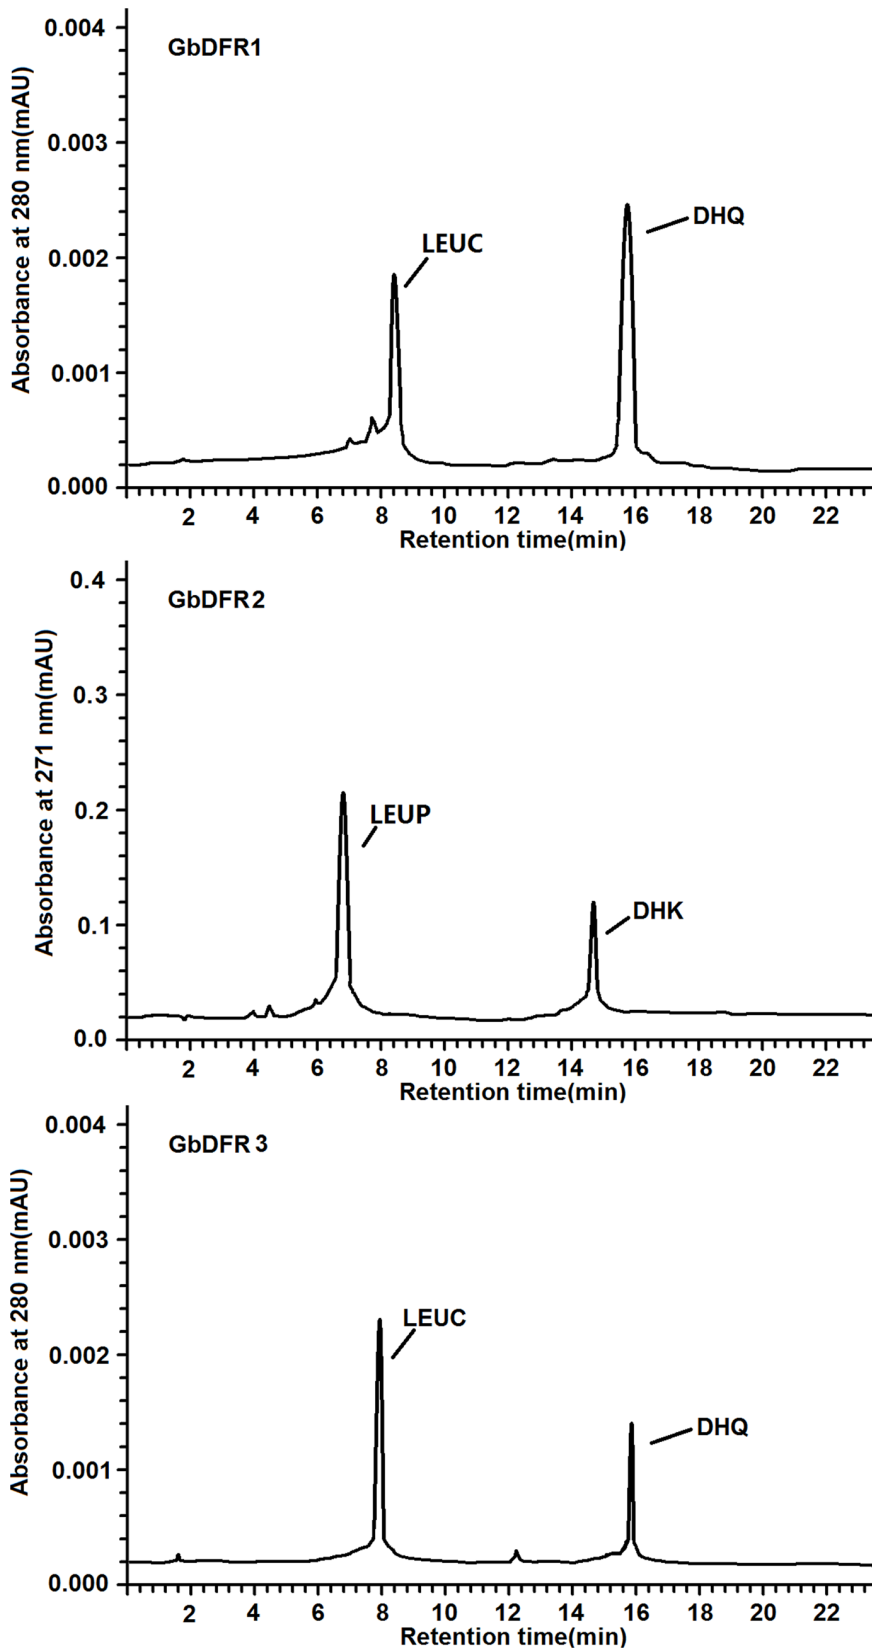 GbDFR1
Absorbance at 280 nm(mAU)
0.004
0.003
0.002
0.001
0.000
LEUC
DHQ
2 4 6 8 10 12 14 16 18 20 22
Retention time(min)
GbDFR2
Absorbance at 271 nm(mAU)
0.4
0.3
0.2
0.1
0.0
LEUP
DHK
2 4 6 8 10 12 14 16 18 20 22
Retention time(min)
GbDFR 3
Absorbance at 280 nm(mAU)
0.004
0.003
0.002
0.001
0.000
LEUC
DHQ
2 4 6 8 10 12 14 16 18 20 22
Retention time(min)